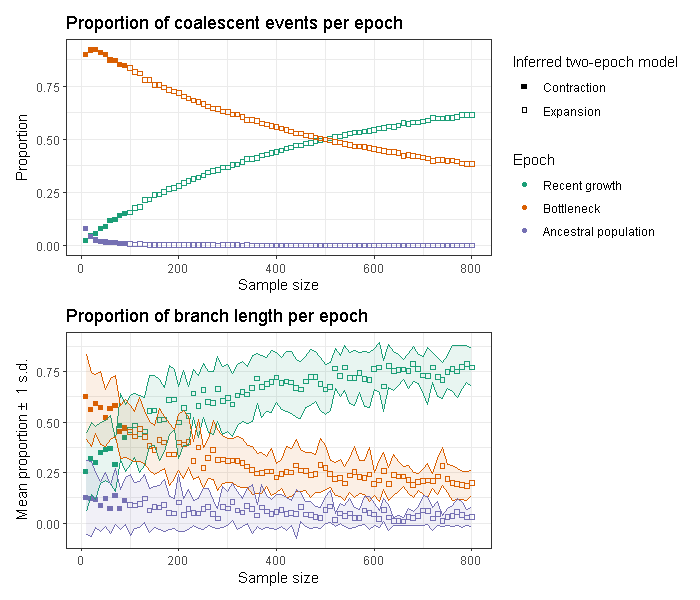 Proportion of coalescent events per epoch
Proportion
0.75
0.50
0.25
0.00
0
200
400
600
800
Sample size
Inferred two-epoch model
Contraction
Expansion
Epoch
Recent growth
Bottleneck
Ancestral population
Proportion of branch length per epoch
Mean proportion ± 1 s.d.
0.75
0.50
0.25
0.00
0
200
400
600
800
Sample size